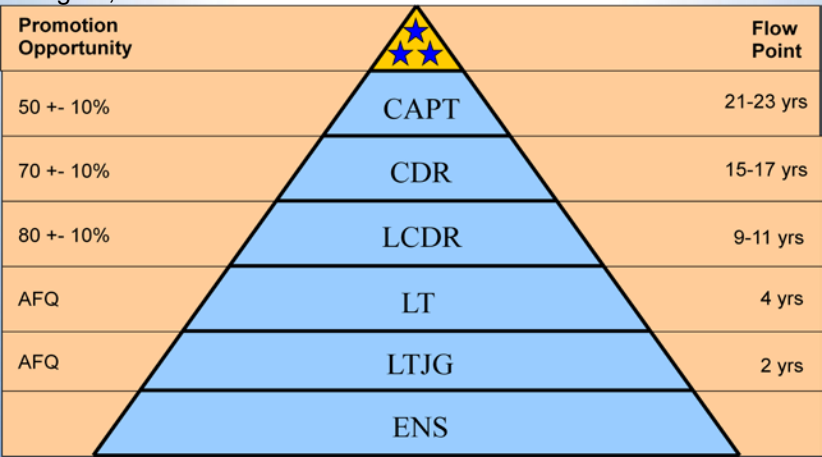 Promotion
Opportunity
Flow
Point
50 +- 10%
CAPT
21-23 yrs
70 +- 10%
CDR
15-17 yrs
80 +- 10%
LCDR
9-11 yrs
AFQ
LT
4 yrs
AFQ
LTJG
2 yrs
ENS